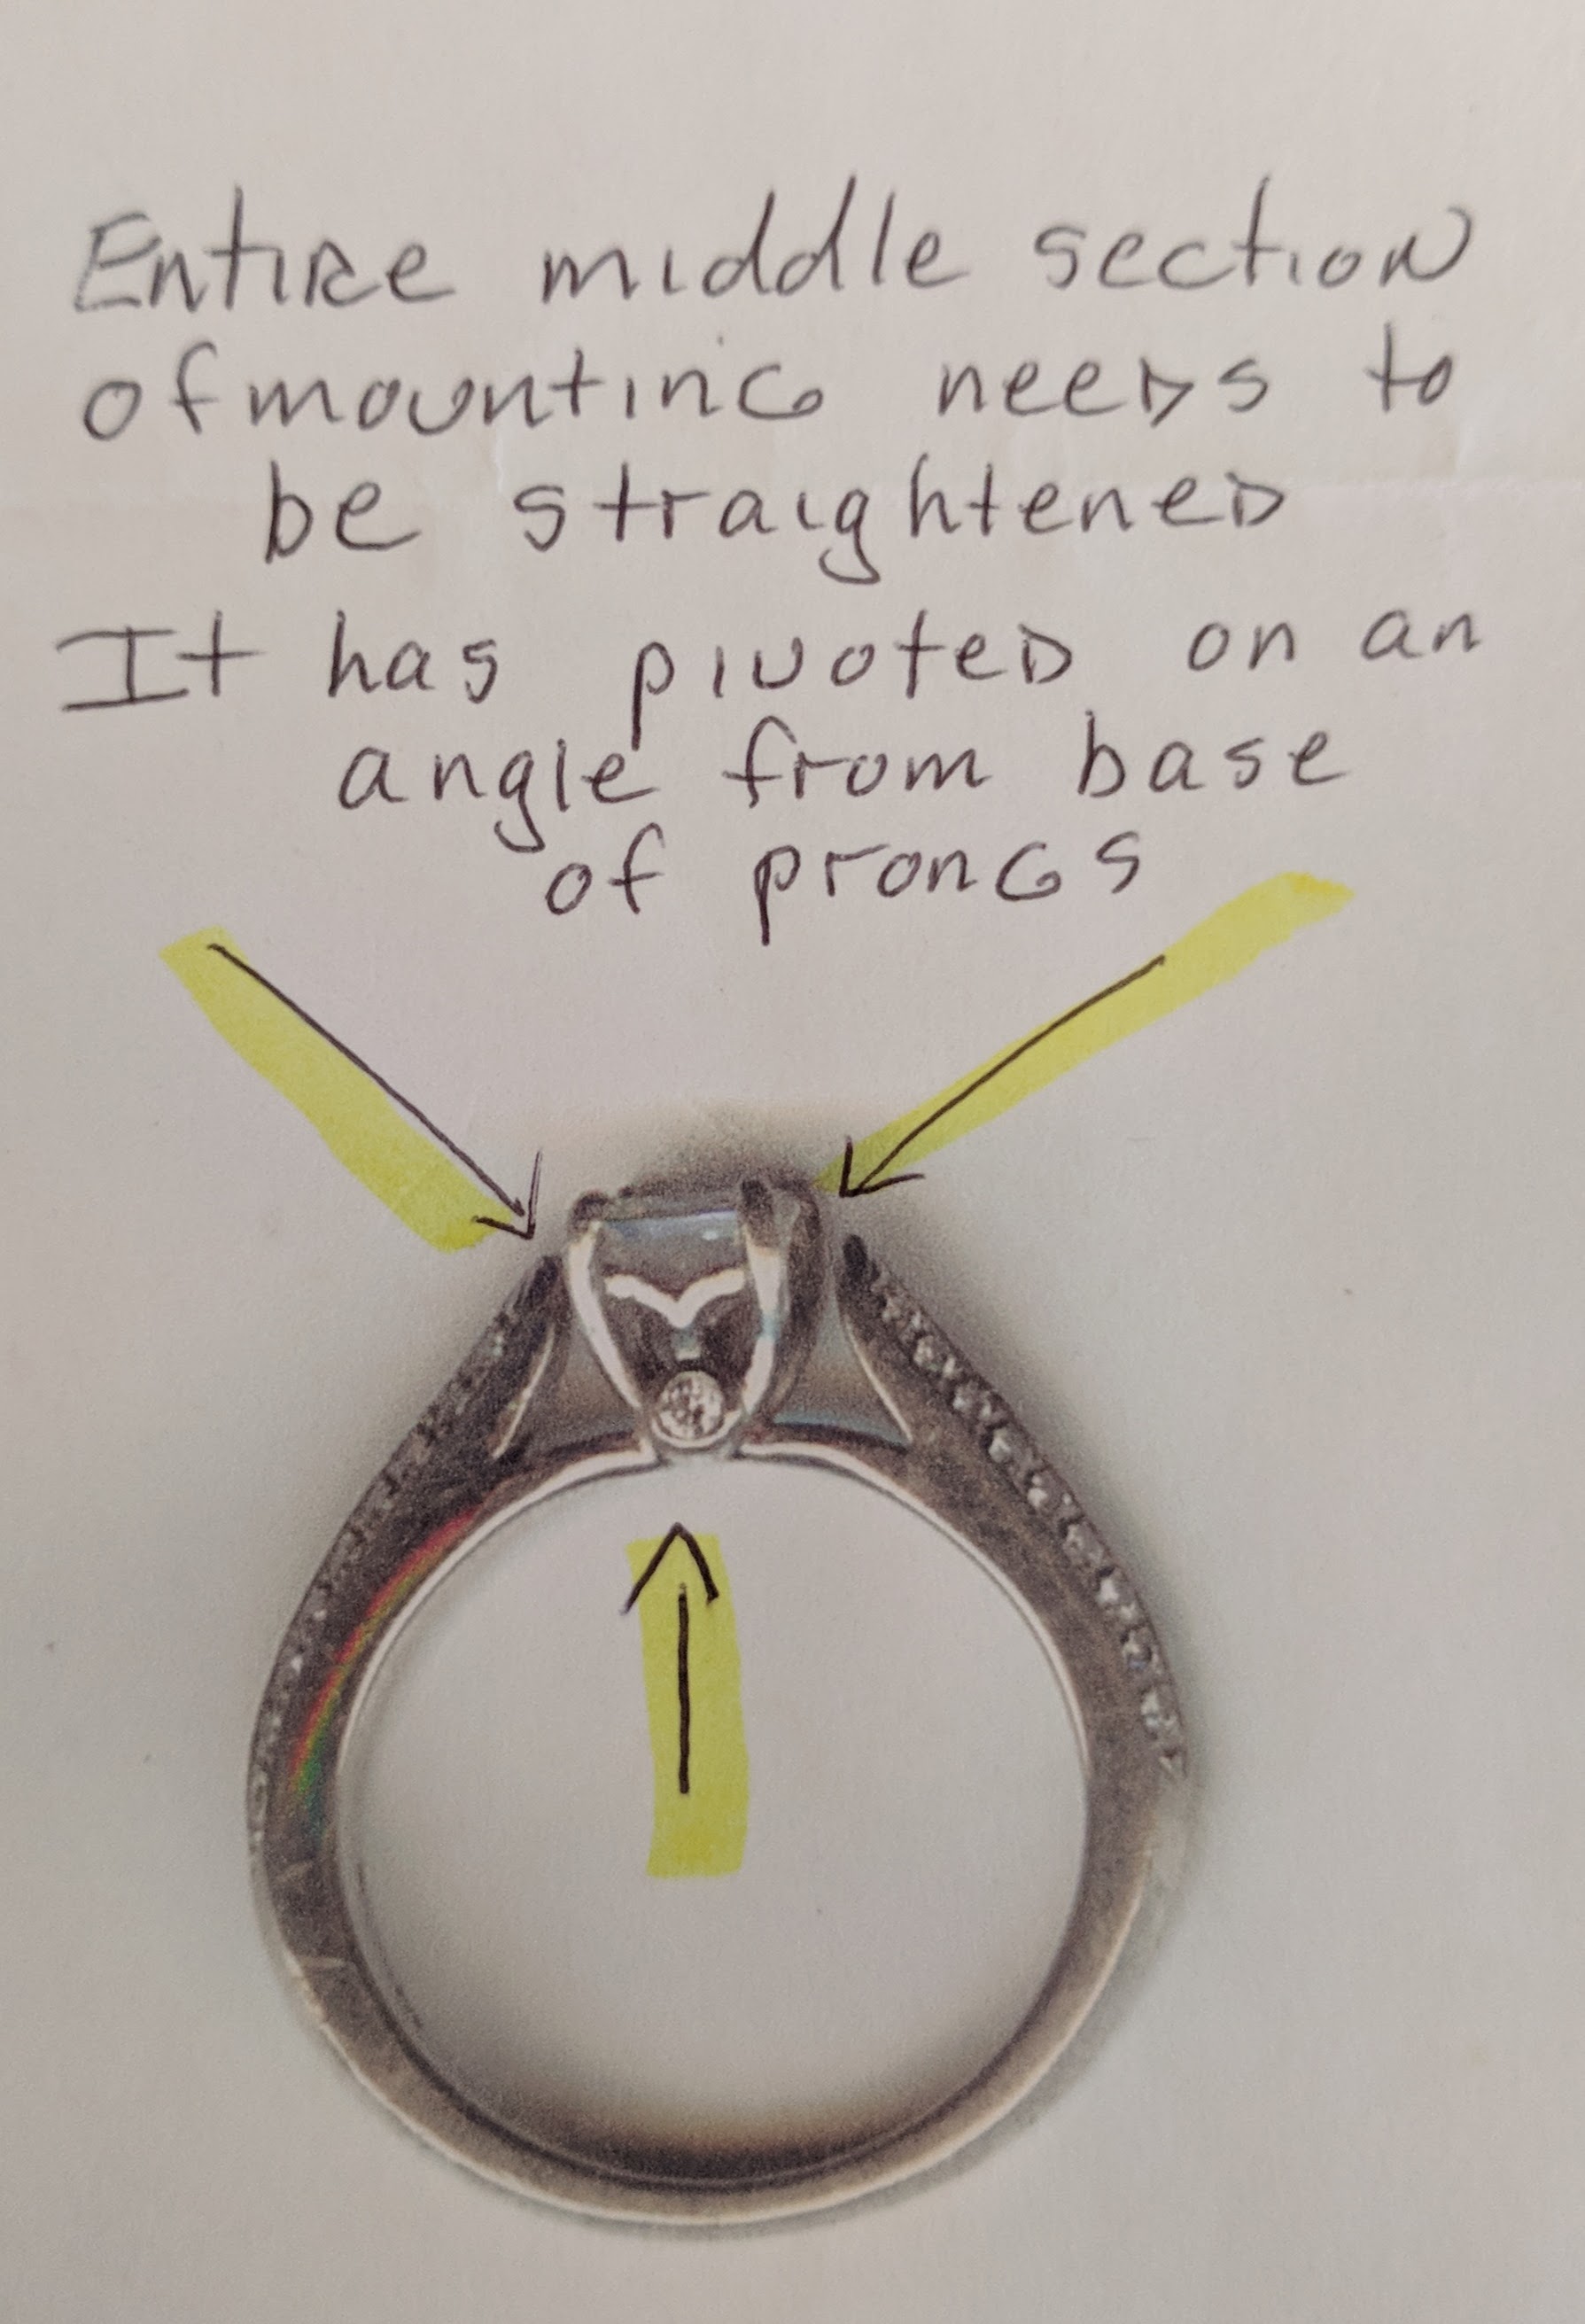 Entire middle section
of mounting needs to
be straightened
It has pivoted on an
angle from base
of prongs